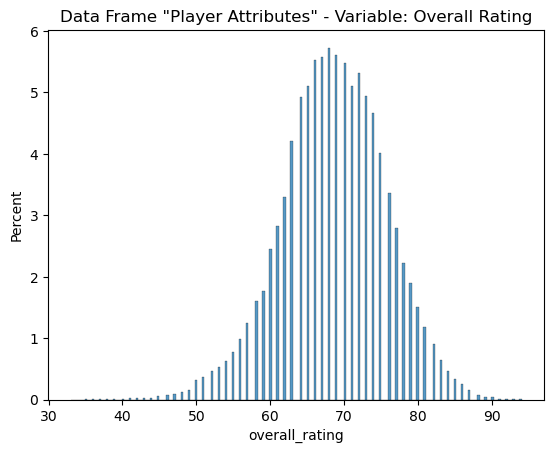 Data Frame "Player Attributes" - Variable: Overall Rating
6
5
4
3
2
1
0
Percent
30 40 50 60 70 80 90
overall_rating